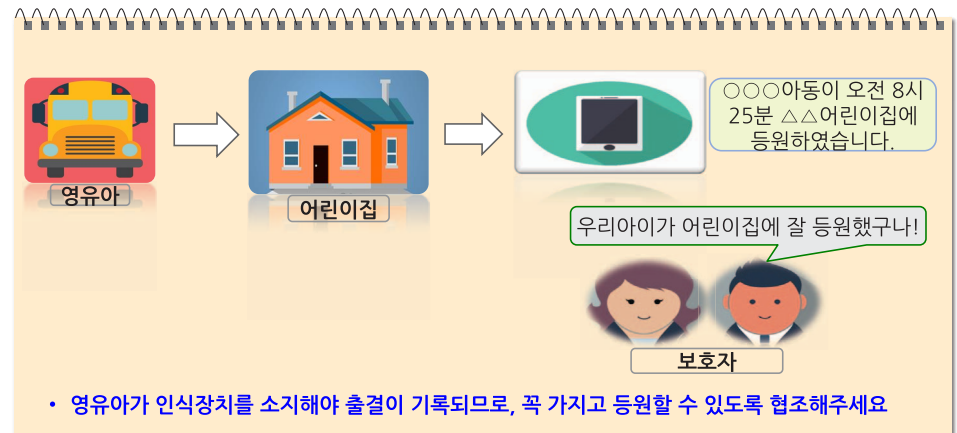 ○○○아동이 오전 8시
25분 △△어린이집에
등원하였습니다.
영유아
어린이집
우리아이가 어린이집에 잘 등원했구나!
보호자
• 영유아가 인식장치를 소지해야 출결이 기록되므로, 꼭 가지고 등원할 수 있도록 협조해주세요